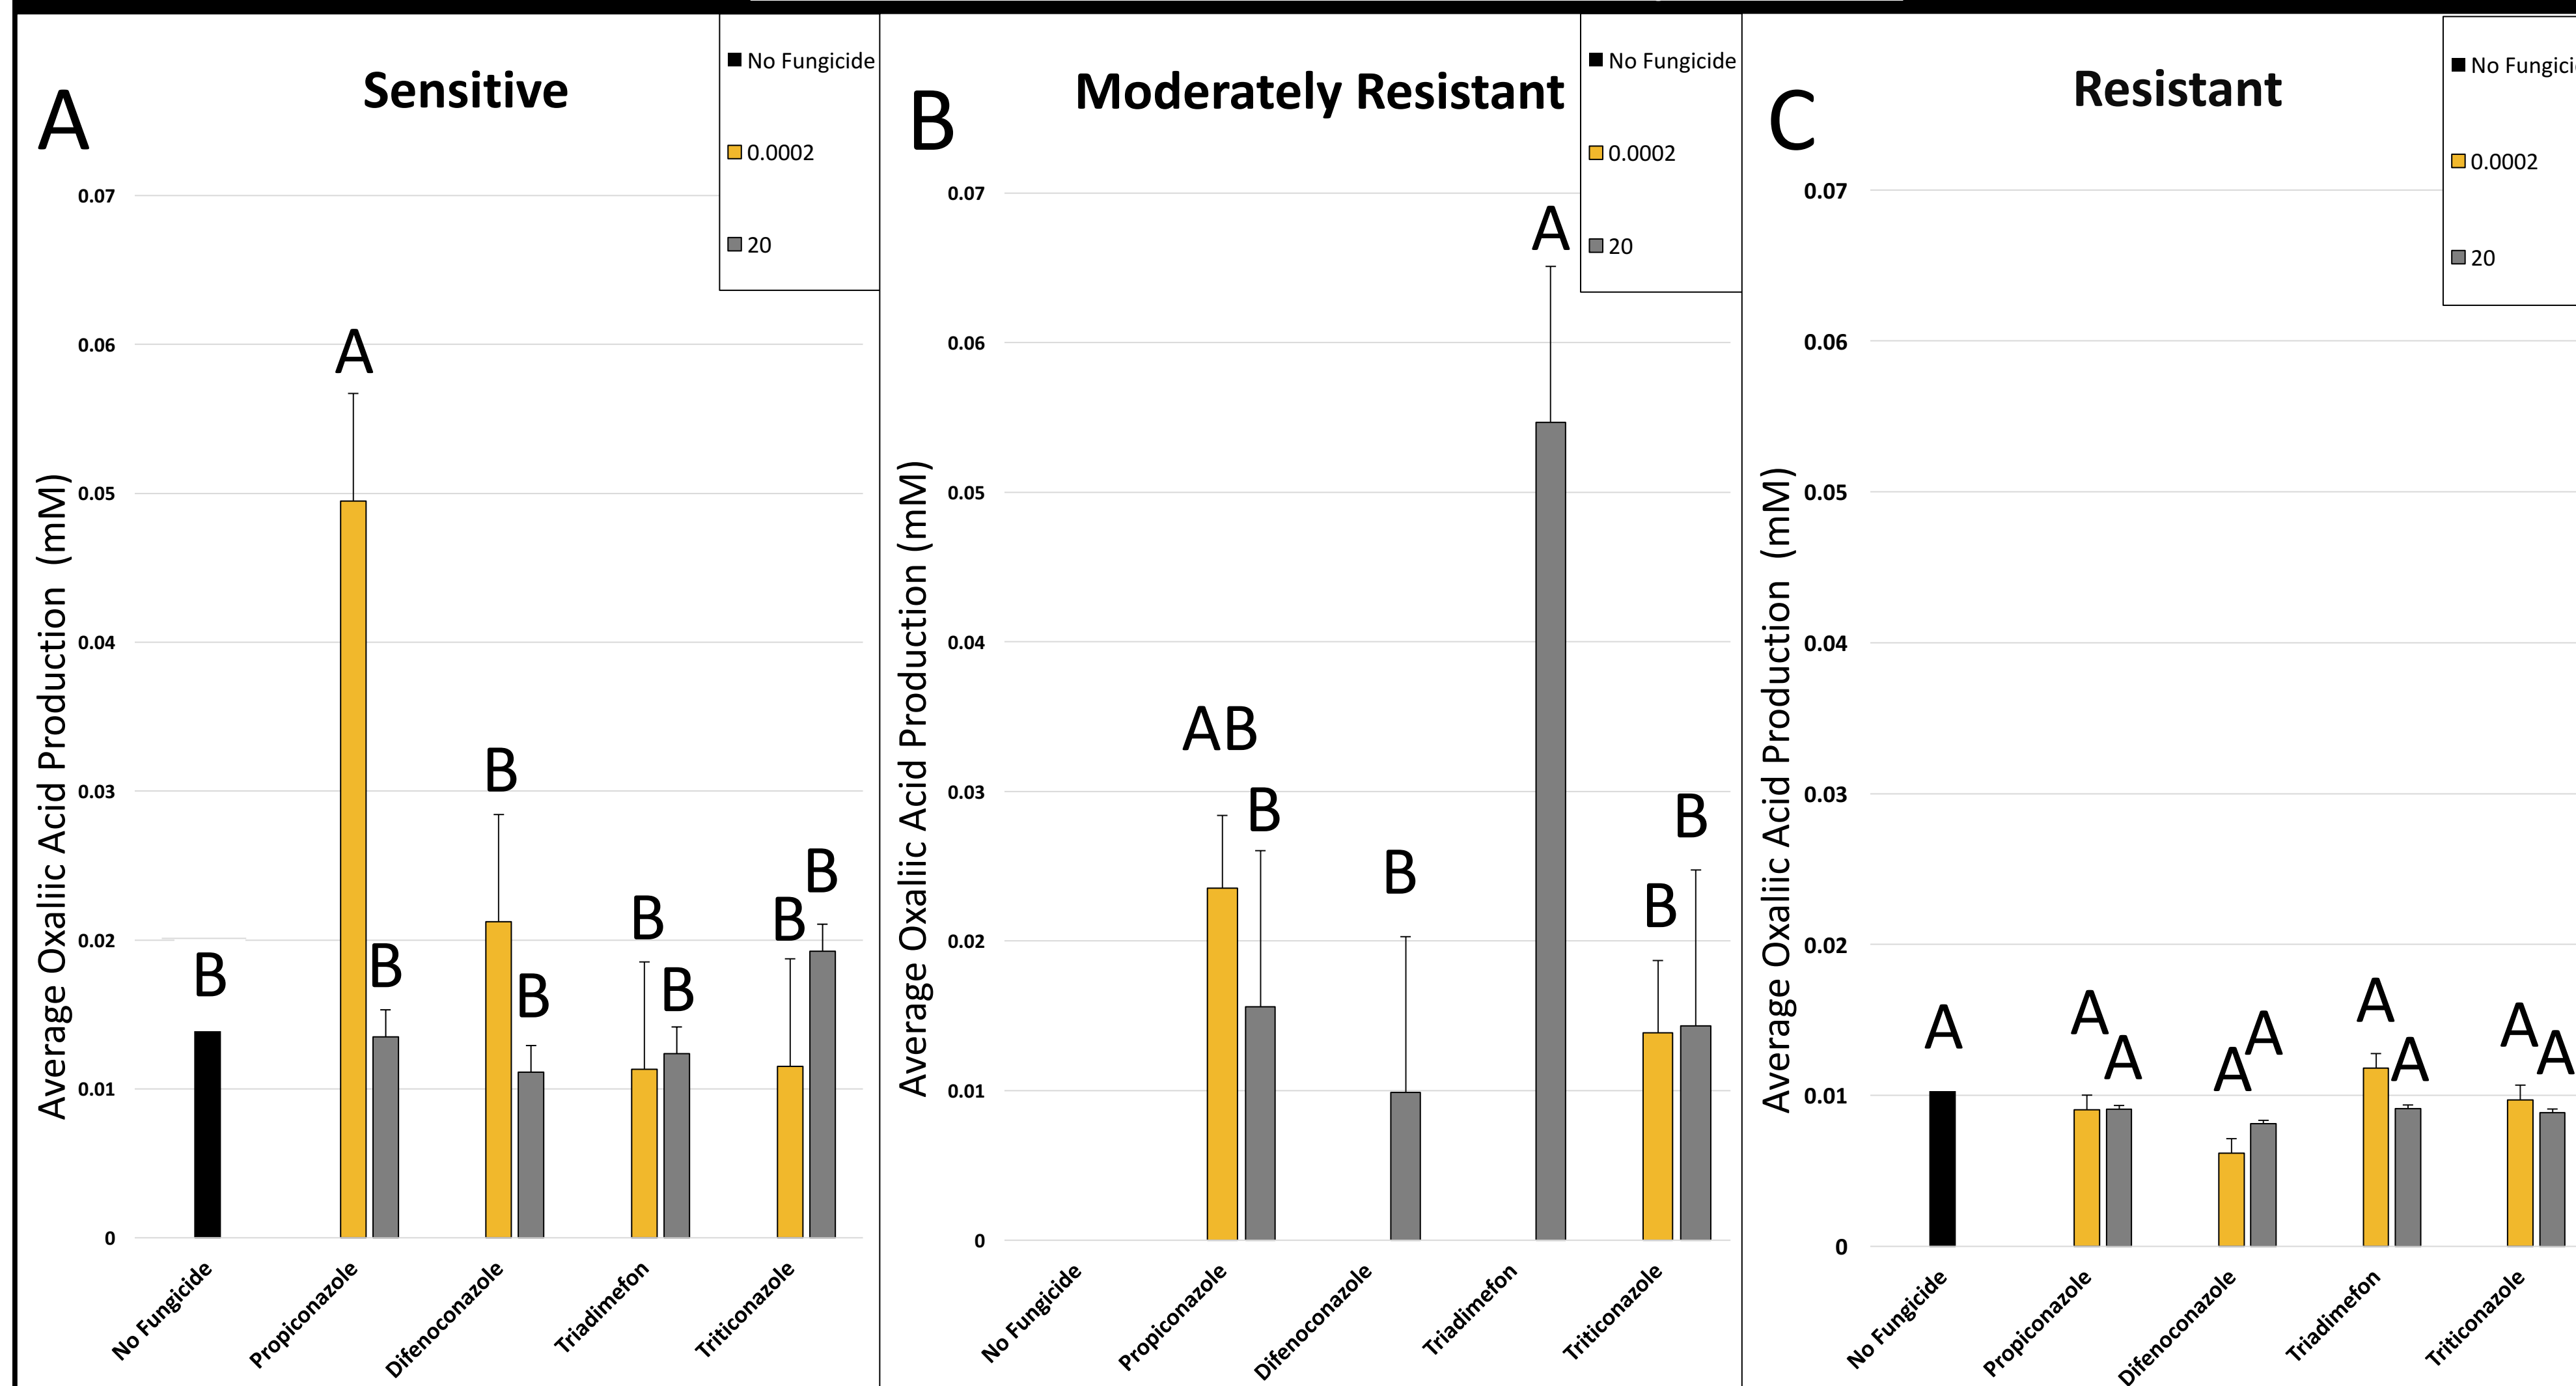 A
Sensitive
No Fungicide
0.0002
20
0.07
0.06
0.05
0.04
0.03
0.02
0.01
0
Average Oxaliic Acid Production (mM)
B
A
B
B
B
B
B
B
B
No Fungicide
Propiconazole
Difenoconazole
Triadimefon
Triticonazole
B
Moderately Resistant
No Fungicide
0.0002
20
0.07
0.06
0.05
0.04
0.03
0.02
0.01
0
Average Oxaliic Acid Production (mM)
AB
B
B
A
B
B
No Fungicide
Propiconazole
Difenoconazole
Triadimefon
Triticonazole
C
Resistant
No Fungici
0.0002
20
0.07
0.06
0.05
0.04
0.03
0.02
0.01
0
Average Oxaliic Acid Production (mM)
A
A
A
A
A
A
A
A
A
No Fungicide
Propiconazole
Difenoconazole
Triadimefon
Triticonazole